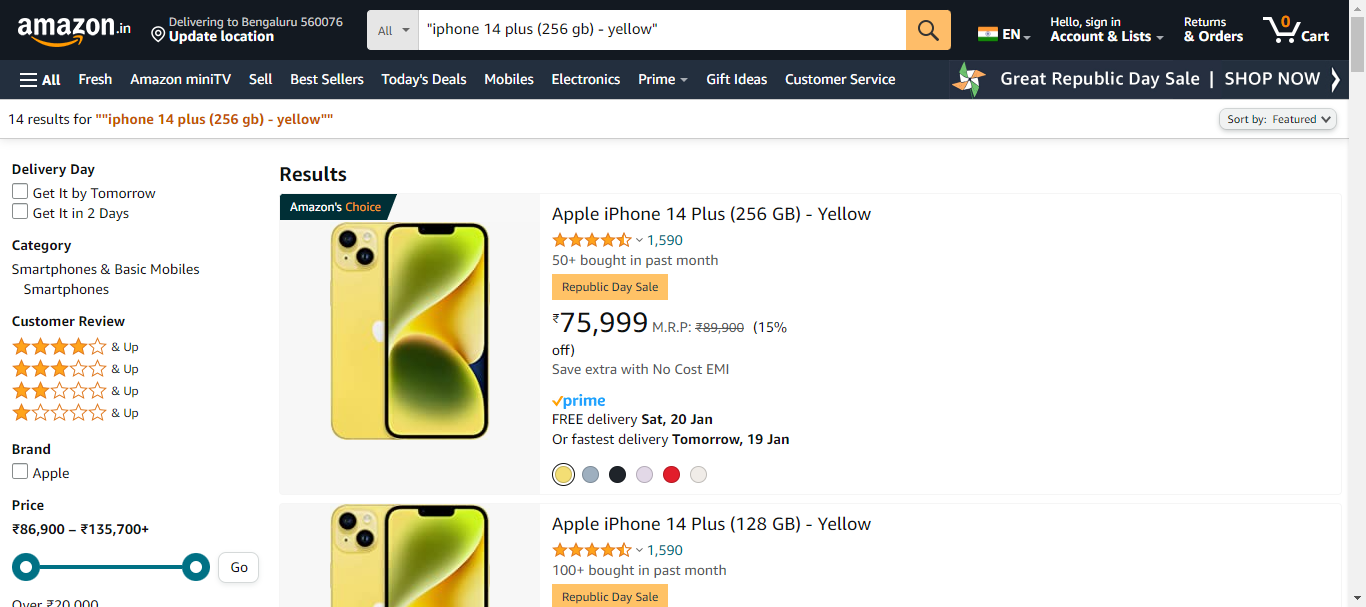 amazon.in
Delivering to Bengaluru 560076
Update location
All
"iphone 14 plus (256 gb) - yellow"
EN
Hello, sign in
Account & Lists
Returns
& Orders
0
Cart
All
Fresh
Amazon miniTV
Sell
Best Sellers
Today's Deals
Mobiles
Electronics
Prime
Gift Ideas
Customer Service
Great Republic Day Sale | SHOP NOW
14 results for ""iphone 14 plus (256 gb) - yellow""
Sort by: Featured
Delivery Day
Get It by Tomorrow
Get It in 2 Days
Category
Smartphones & Basic Mobiles
Smartphones
Customer Review
& Up
& Up
& Up
& Up
Brand
Apple
Price
₹86,900 – ₹135,700+
Go
Over ₹20,000
Results
Amazon's Choice
Apple iPhone 14 Plus (256 GB) - Yellow
1,590
50+ bought in past month
Republic Day Sale
₹75,999 M.R.P: ₹89,900 (15%
off)
Save extra with No Cost EMI
prime
FREE delivery Sat, 20 Jan
Or fastest delivery Tomorrow, 19 Jan
Apple iPhone 14 Plus (128 GB) - Yellow
1,590
100+ bought in past month
Republic Day Sale